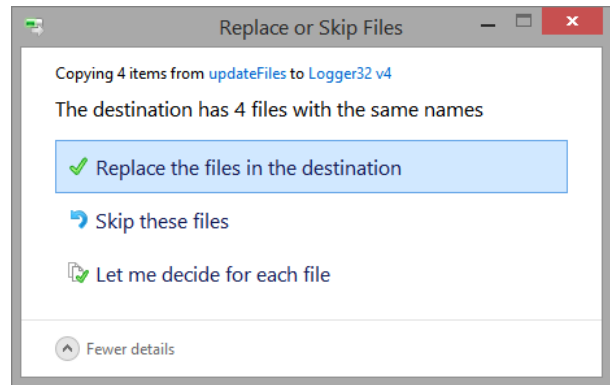 Replace or Skip Files
Copying 4 items from updateFiles to Logger32 v4
The destination has 4 files with the same names
Replace the files in the destination
Skip these files
Let me decide for each file
Fewer details